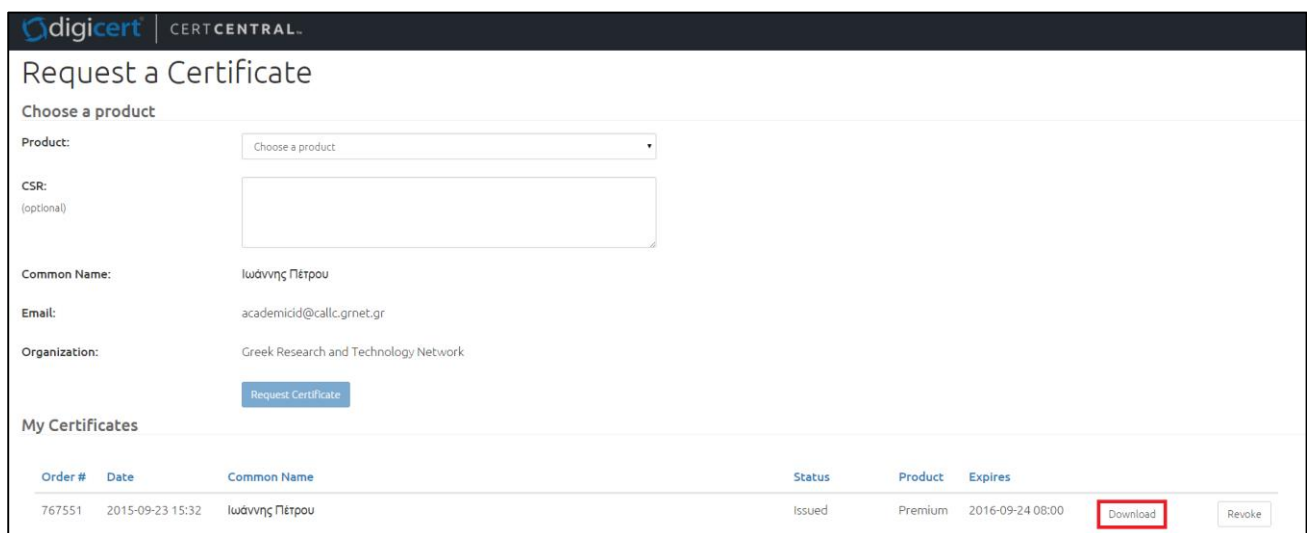 digicert CERTCENTRAL™
Request a Certificate
Choose a product
Product: Choose a product
CSR:
(optional)
Common Name: Ιωάννης Πέτρου
Email: academicid@callc.grnet.gr
Organization: Greek Research and Technology Network
Request Certificate
My Certificates
Order # Date Common Name Status Product Expires
767551 2015-09-23 15:32 Ιωάννης Πέτρου Issued Premium 2016-09-24 08:00 Download Revoke